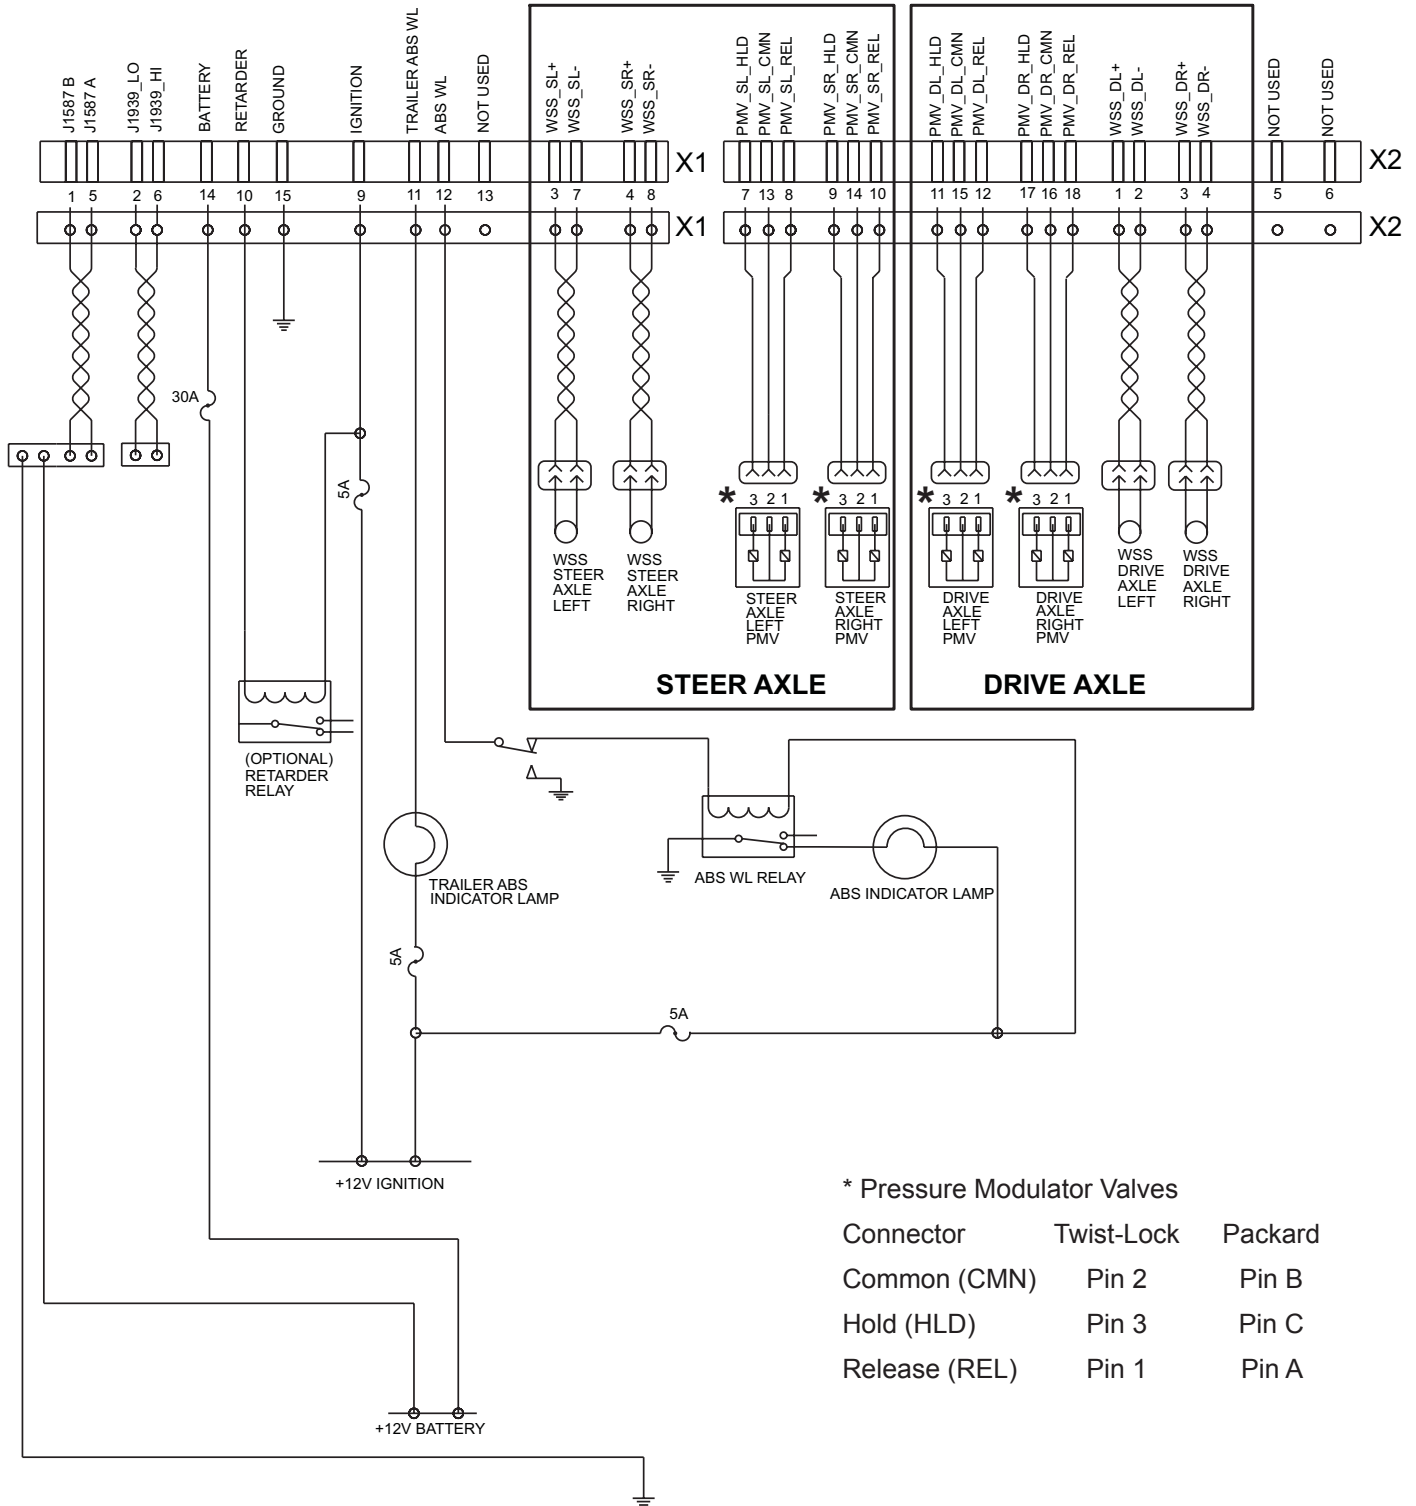 J1587 B
J1587 A
J1939_LO
J1939_HI
BATTERY
RETARDER
GROUND
IGNITION
TRAILER ABS WL
ABS WL
NOT USED
WSS_SL+
WSS_SL-
WSS_SR+
WSS_SR-
PMV_SL_HLD
PMV_SL_CMN
PMV_SL_REL
PMV_SR_HLD
PMV_SR_CMN
PMV_SR_REL
PMV_DL_HLD
PMV_DL_CMN
PMV_DL_REL
PMV_DR_HLD
PMV_DR_CMN
PMV_DR_REL
WSS_DL+
WSS_DL-
WSS_DR+
WSS_DR-
NOT USED
NOT USED
X1 X2
1 5 2 6 14 10 15 9 11 12 13 3 7 4 8 7 13 8 9 14 10 11 15 12 17 16 18 1 2 3 4 5 6
X1 X2
30A
5A
* 3 2 1
* 3 2 1
* 3 2 1
* 3 2 1
WSS
STEER
AXLE
LEFT
WSS
STEER
AXLE
RIGHT
STEER
AXLE
LEFT
PMV
STEER
AXLE
RIGHT
PMV
DRIVE
AXLE
LEFT
PMV
DRIVE
AXLE
RIGHT
PMV
WSS
DRIVE
AXLE
LEFT
WSS
DRIVE
AXLE
RIGHT
STEER AXLE
DRIVE AXLE
(OPTIONAL)
RETARDER
RELAY
TRAILER ABS
INDICATOR LAMP
ABS WL RELAY
ABS INDICATOR LAMP
5A
5A
+12V IGNITION
+12V BATTERY
* Pressure Modulator Valves
Connector Twist-Lock Packard
Common (CMN) Pin 2 Pin B
Hold (HLD) Pin 3 Pin C
Release (REL) Pin 1 Pin A